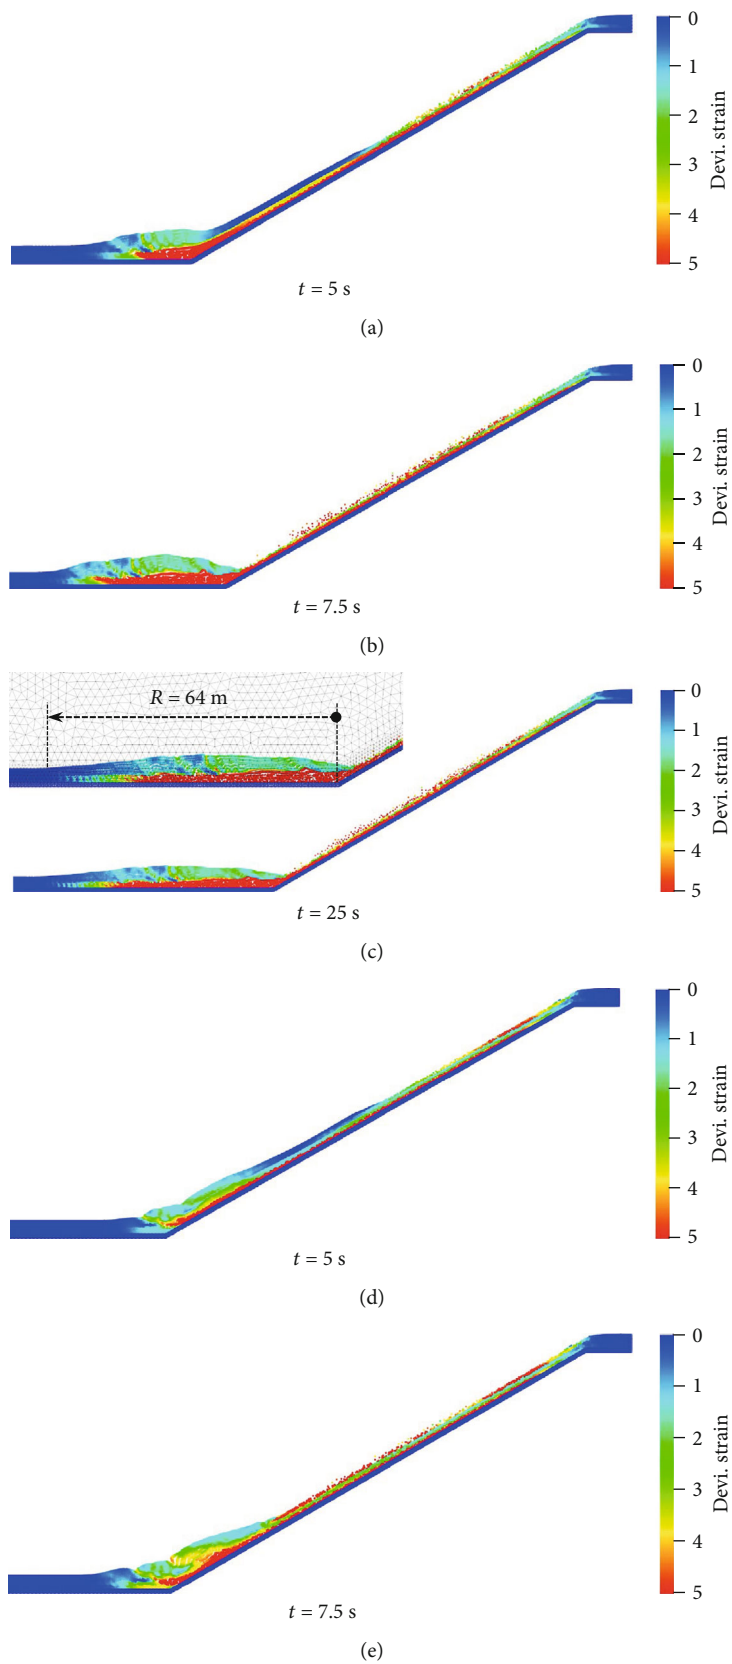 0
1
2
3
4
5
Devi. strain
t = 5 s
(a)
0
1
2
3
4
5
Devi. strain
t = 7.5 s
(b)
R = 64 m
0
1
2
3
4
5
Devi. strain
t = 25 s
(c)
0
1
2
3
4
5
Devi. strain
t = 5 s
(d)
0
1
2
3
4
5
Devi. strain
t = 7.5 s
(e)